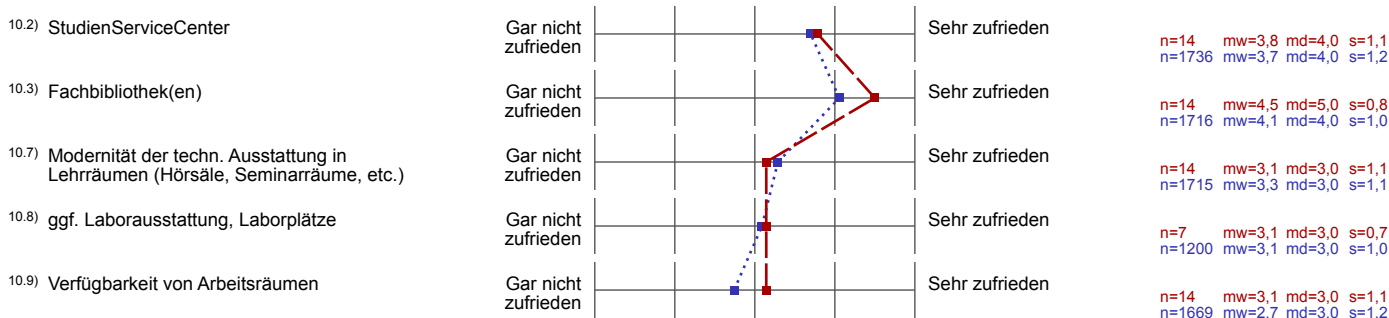 10.2) StudienServiceCenter Gar nicht zufrieden Sehr zufrieden
n=14 mw=3,8 md=4,0 s=1,1
n=1736 mw=3,7 md=4,0 s=1,2
10.3) Fachbibliothek(en) Gar nicht zufrieden Sehr zufrieden
n=14 mw=4,5 md=5,0 s=0,8
n=1716 mw=4,1 md=4,0 s=1,0
10.7) Modernität der techn. Ausstattung in
Lehrräumen (Hörsäle, Seminarräume, etc.) Gar nicht zufrieden Sehr zufrieden
n=14 mw=3,1 md=3,0 s=1,1
n=1715 mw=3,3 md=3,0 s=1,1
10.8) ggf. Laborausstattung, Laborplätze Gar nicht zufrieden Sehr zufrieden
n=7 mw=3,1 md=3,0 s=0,7
n=1200 mw=3,1 md=3,0 s=1,0
10.9) Verfügbarkeit von Arbeitsräumen Gar nicht zufrieden Sehr zufrieden
n=14 mw=3,1 md=3,0 s=1,1
n=1669 mw=2,7 md=3,0 s=1,2